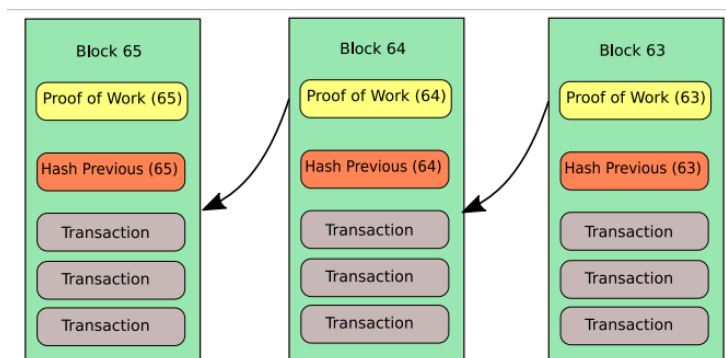 Block 65
Proof of Work (65)
Hash Previous (65)
Transaction
Transaction
Transaction
Block 64
Proof of Work (64)
Hash Previous (64)
Transaction
Transaction
Transaction
Block 63
Proof of Work (63)
Hash Previous (63)
Transaction
Transaction
Transaction